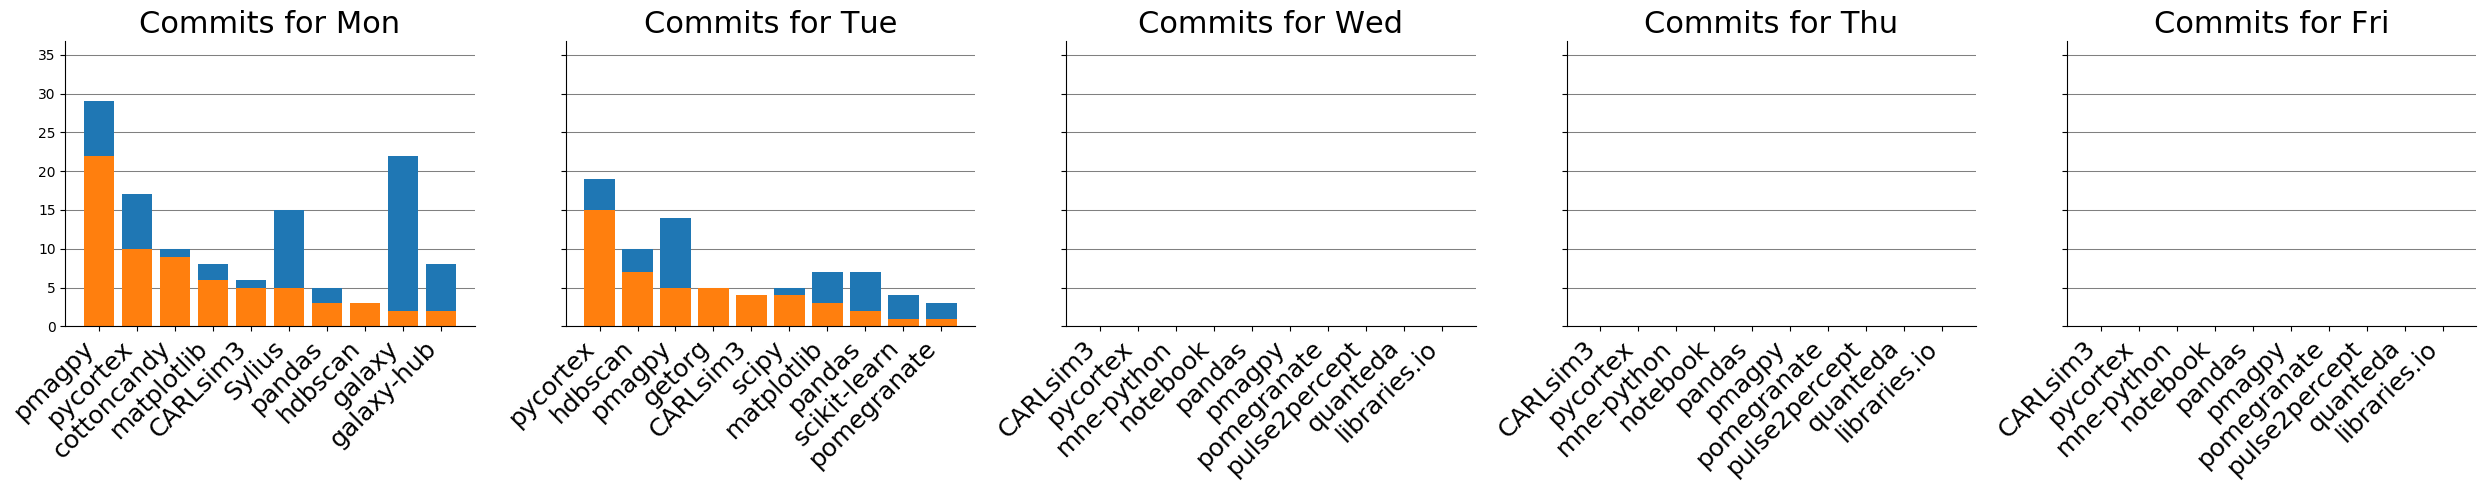 Commits for Mon
Commits for Tue
Commits for Wed
Commits for Thu
Commits for Fri
35
30
25
20
15
10
5
0
pmagpy
pycortex
cottoncandy
matplotlib
CARLsim3
Sylius
pandas
hdbscan
galaxy
galaxy-hub
pycortex
hdbscan
pmagpy
getorg
CARLsim3
scipy
matplotlib
pandas
scikit-learn
pomegranate
CARLsim3
pycortex
mne-python
notebook
pandas
pmagpy
pomegranate
pulse2percept
quanteda
libraries.io
CARLsim3
pycortex
mne-python
notebook
pandas
pmagpy
pomegranate
pulse2percept
quanteda
libraries.io
CARLsim3
pycortex
mne-python
notebook
pandas
pmagpy
pomegranate
pulse2percept
quanteda
libraries.io